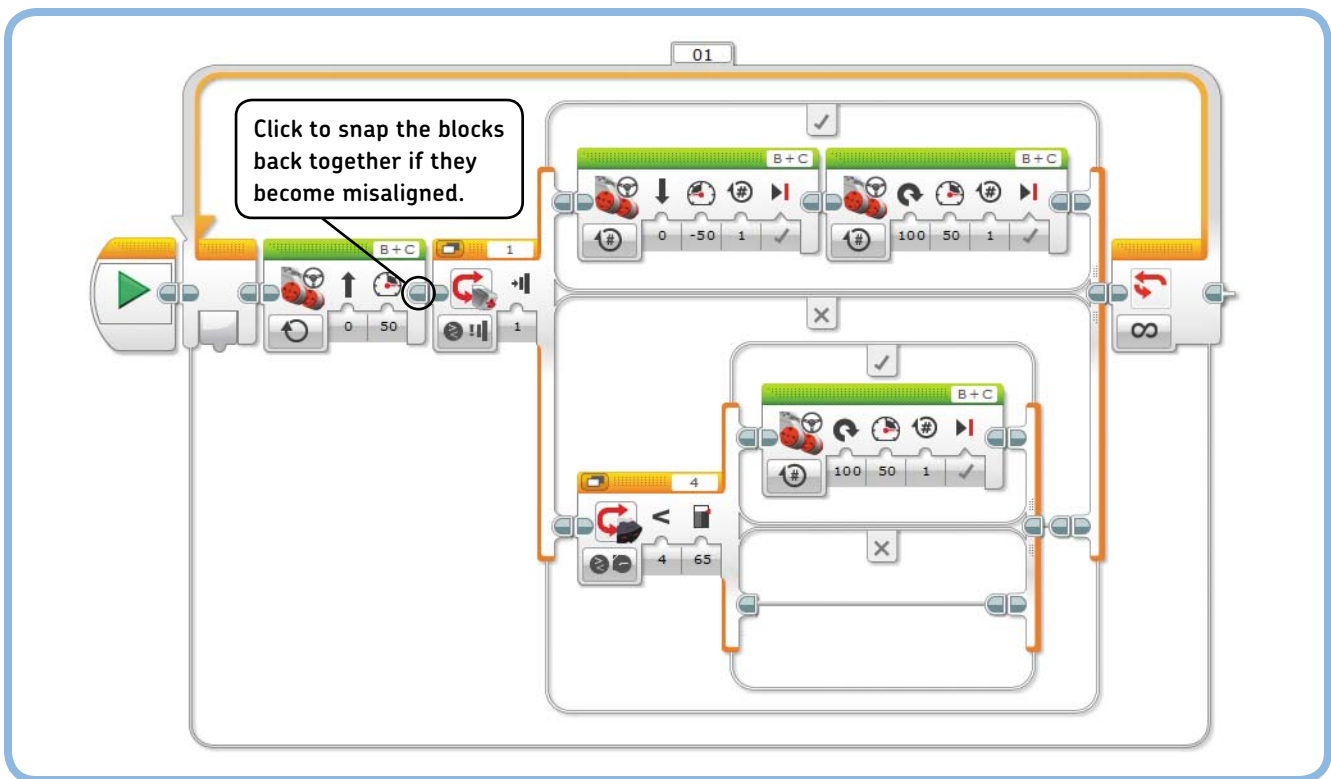 01
Click to snap the blocks
back together if they
become misaligned.
B+C
B+C
0 -50 1
100 50 1
B+C
0 50
1
1
B+C
100 50 1
4
4 65